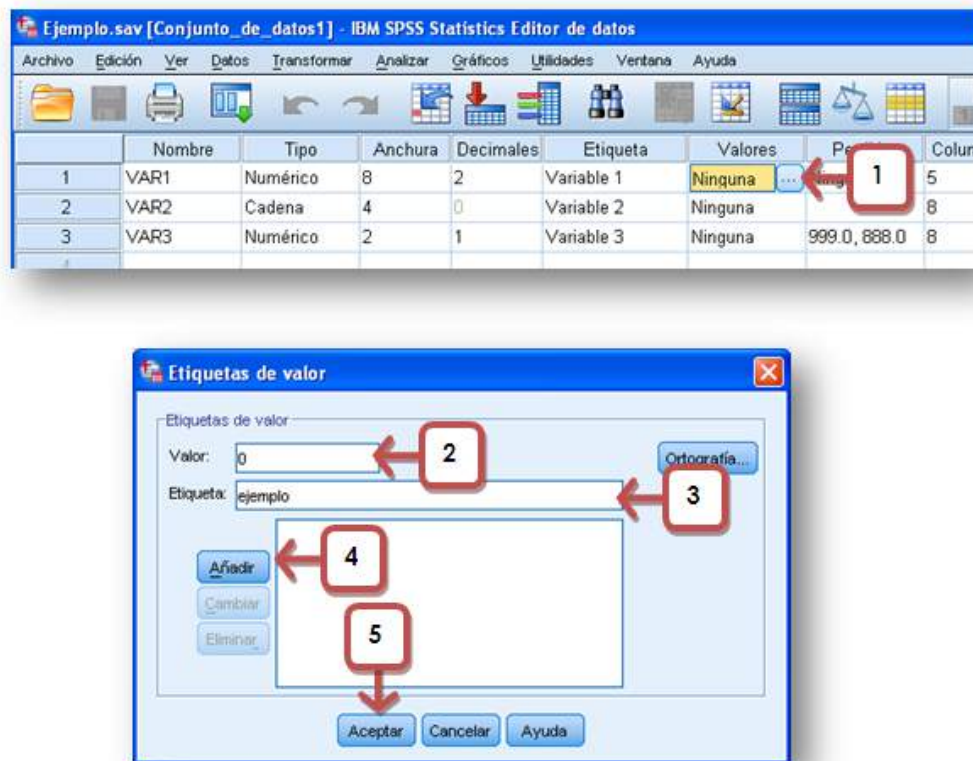 Ejemplo.sav [Conjunto_de_datos1] - IBM SPSS Statistics Editor de datos
Archivo Edición Ver Datos Transformar Analizar Gráficos Utilidades Ventana Ayuda
Nombre Tipo Anchura Decimales Etiqueta Valores
1 VAR1 Numérico 8 2 Variable 1 Ninguna ... 1 5
2 VAR2 Cadena 4 0 Variable 2 Ninguna 8
3 VAR3 Numérico 2 1 Variable 3 Ninguna 999.0, 888.0 8
4
Etiquetas de valor
Etiquetas de valor
Valor: 0 2 Ortografía...
Etiqueta: ejemplo 3
Añadir 4
Cambiar
Eliminar 5
Aceptar Cancelar Ayuda